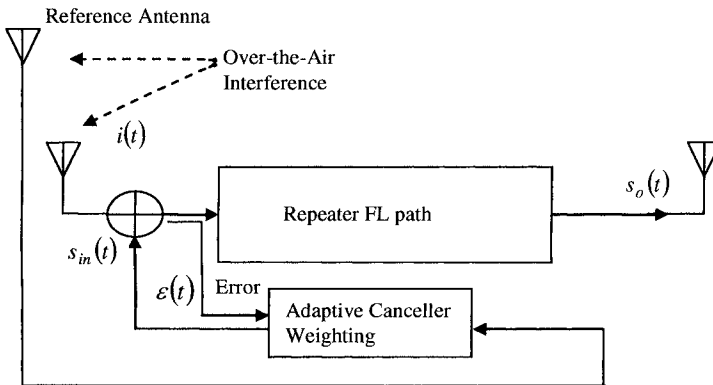 Reference Antenna
Over-the-Air
Interference
i(t)
s_o(t)
Repeater FL path
s_in(t)
ε(t)
Error
Adaptive Canceller
Weighting